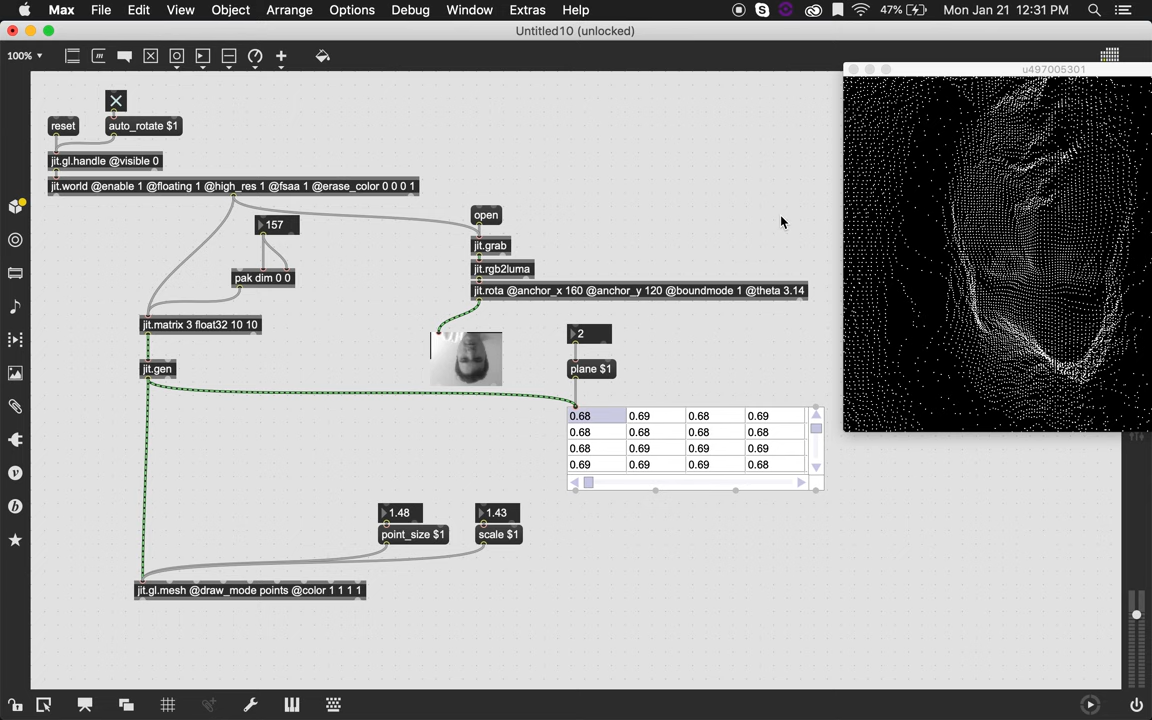 Max File Edit View Object Arrange Options Debug Window Extras Help 47% Mon Jan 21 12:31 PM
Untitled10 (unlocked)
100%
u497005301
reset
auto_rotate $1
jit.gl.handle @visible 0
jit.world @enable 1 @floating 1 @high_res 1 @fsaa 1 @erase_color 0 0 0 1
157
open
jit.grab
jit.rgb2luma
pak dim 0 0
jit.rota @anchor_x 160 @anchor_y 120 @boundmode 1 @theta 3.14
jit.matrix 3 float32 10 10
2
jit.gen
plane $1
0.68 0.69 0.68 0.69
0.68 0.68 0.68 0.68
0.68 0.69 0.69 0.69
0.69 0.69 0.69 0.68
1.48
1.43
point_size $1
scale $1
jit.gl.mesh @draw_mode points @color 1 1 1 1